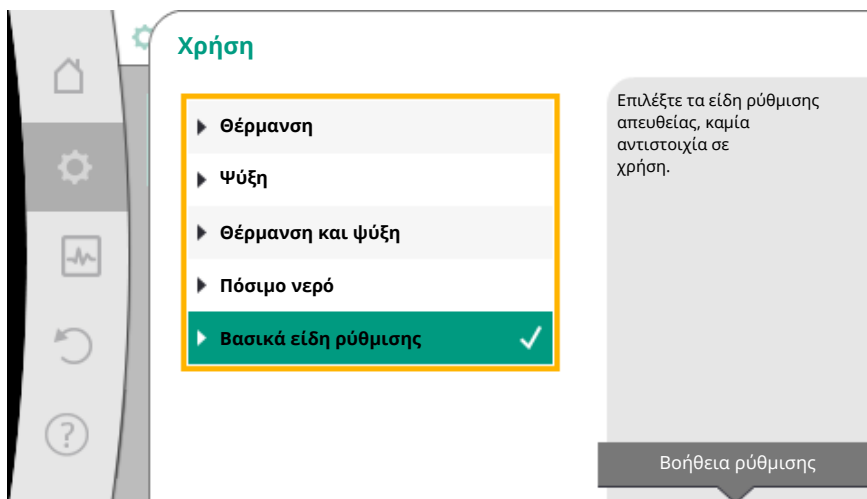 Χρήση
Θέρμανση
Ψύξη
Θέρμανση και ψύξη
Πόσιμο νερό
Βασικά είδη ρύθμισης
Επιλέξτε τα είδη ρύθμισης
απευθείας, καμία
αντιστοιχία σε
χρήση.
Βοήθεια ρύθμισης